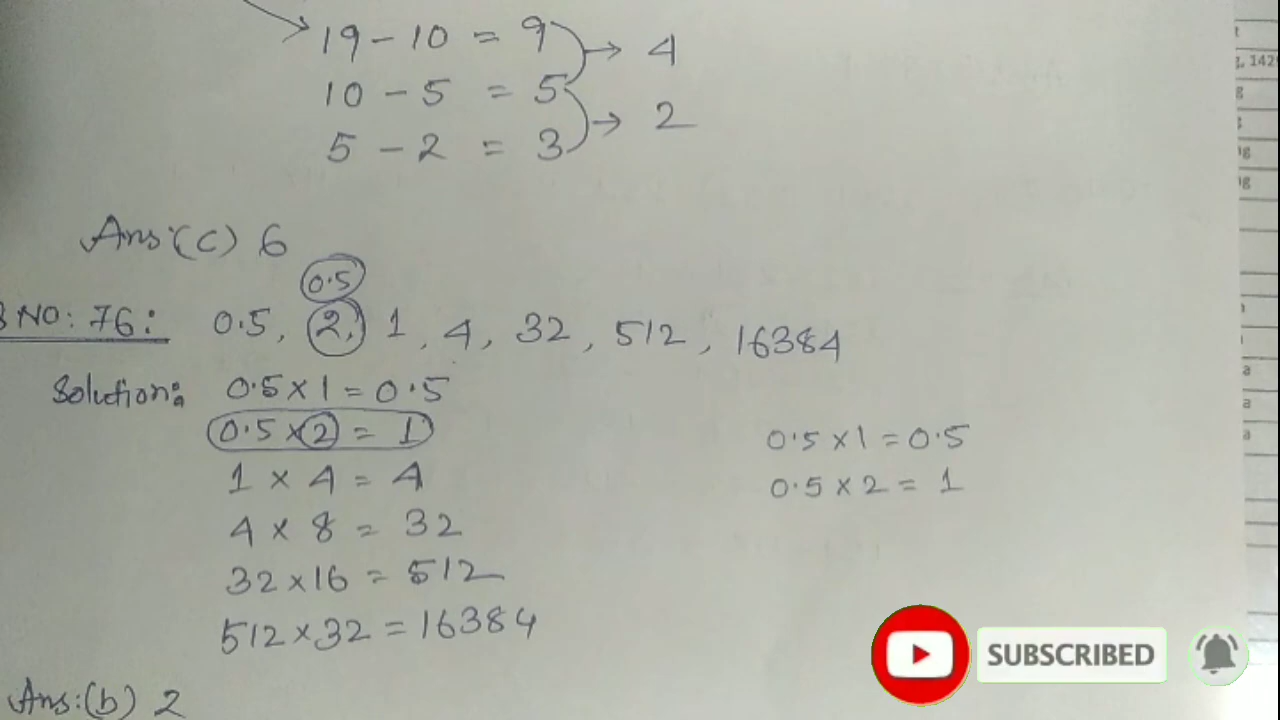 19 - 10 = 9 → 4
10 - 5 = 5 → 2
5 - 2 = 3
Ans:(c) 6
0.5
NO: 76: 0.5, 2, 1, 4, 32, 512, 16384
Solution: 0.5 × 1 = 0.5
0.5 × 2 = 1
1 × 4 = 4
4 × 8 = 32
32 × 16 = 512
512 × 32 = 16384
Ans:(b) 2
0.5 × 1 = 0.5
0.5 × 2 = 1
SUBSCRIBED